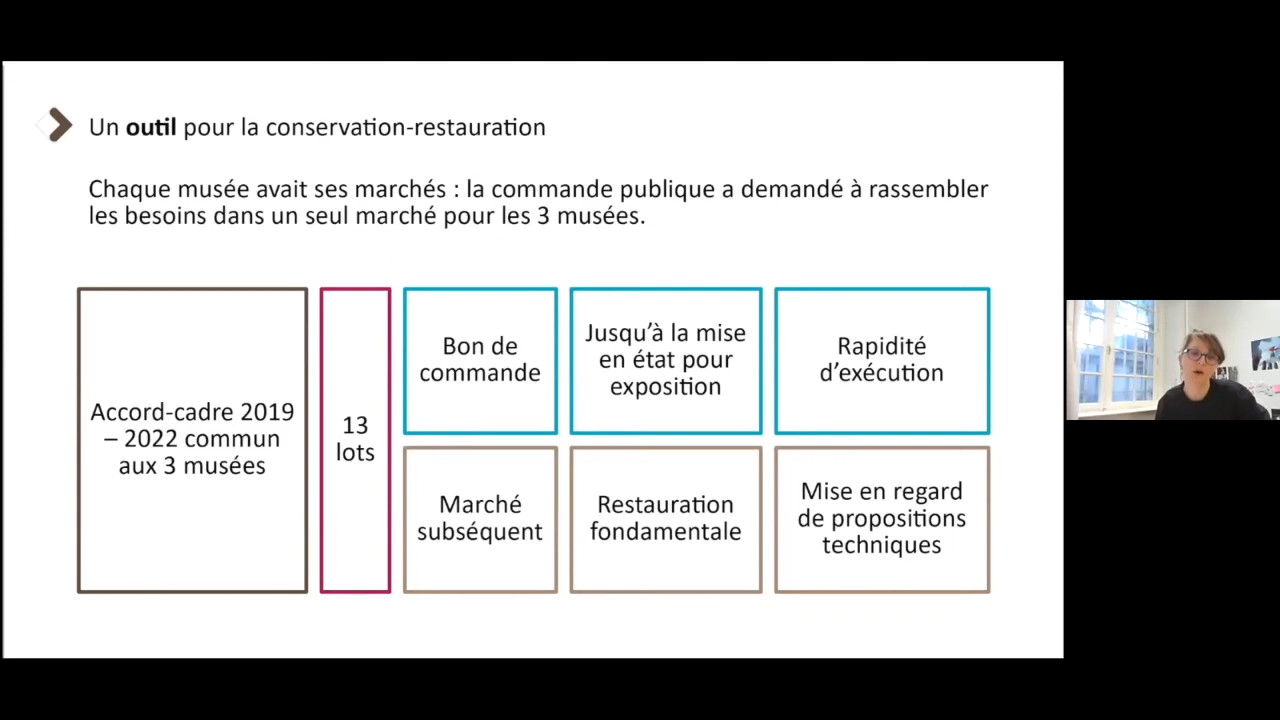 Un outil pour la conservation-restauration
Chaque musée avait ses marchés : la commande publique a demandé à rassembler
les besoins dans un seul marché pour les 3 musées.
Accord-cadre 2019
– 2022 commun
aux 3 musées
13
lots
Bon de
commande
Jusqu’à la mise
en état pour
exposition
Rapidité
d’exécution
Marché
subséquent
Restauration
fondamentale
Mise en regard
de propositions
techniques